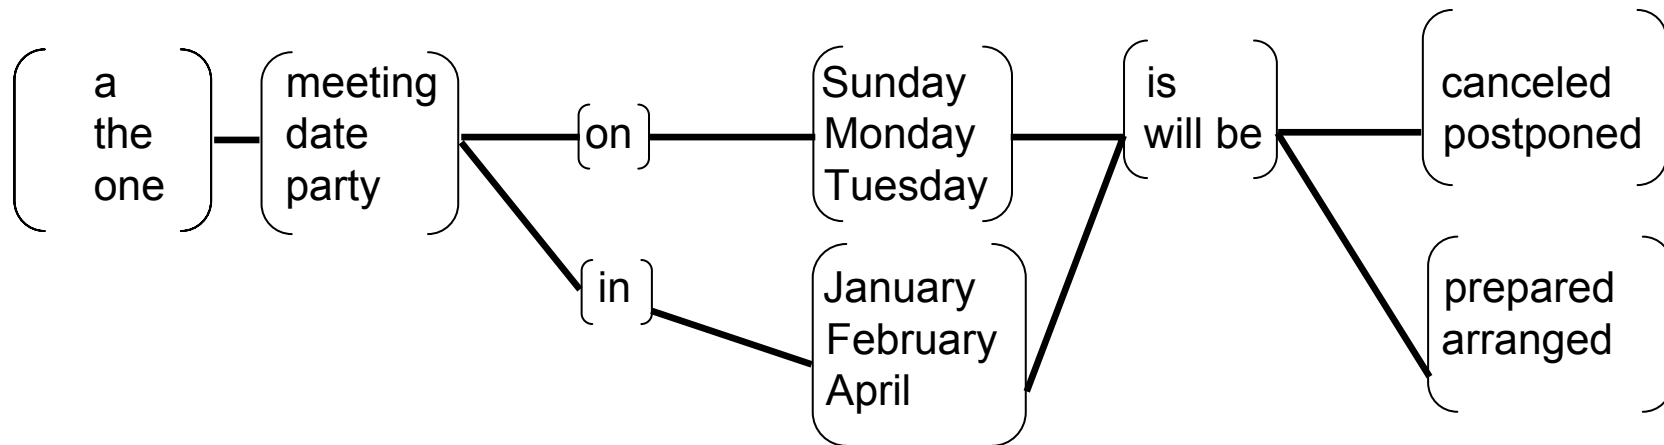 a
the
one
meeting
date
party
on
in
Sunday
Monday
Tuesday
January
February
April
is
will be
canceled
postponed
prepared
arranged